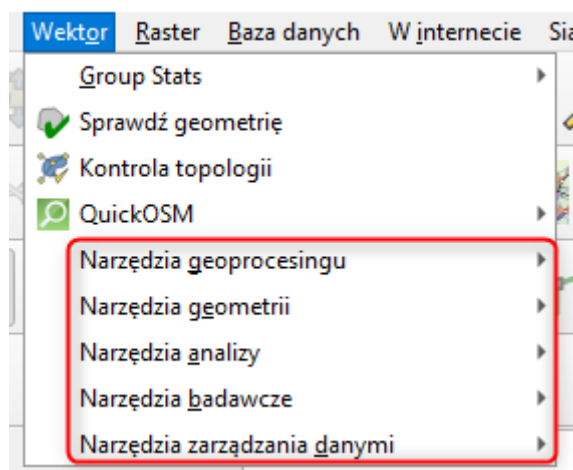 Wektor Raster Baza danych W internecie
Group Stats
Sprawdź geometrię
Kontrola topologii
QuickOSM
Narzędzia geoprocesingu
Narzędzia geometrii
Narzędzia analizy
Narzędzia badawcze
Narzędzia zarządzania danymi